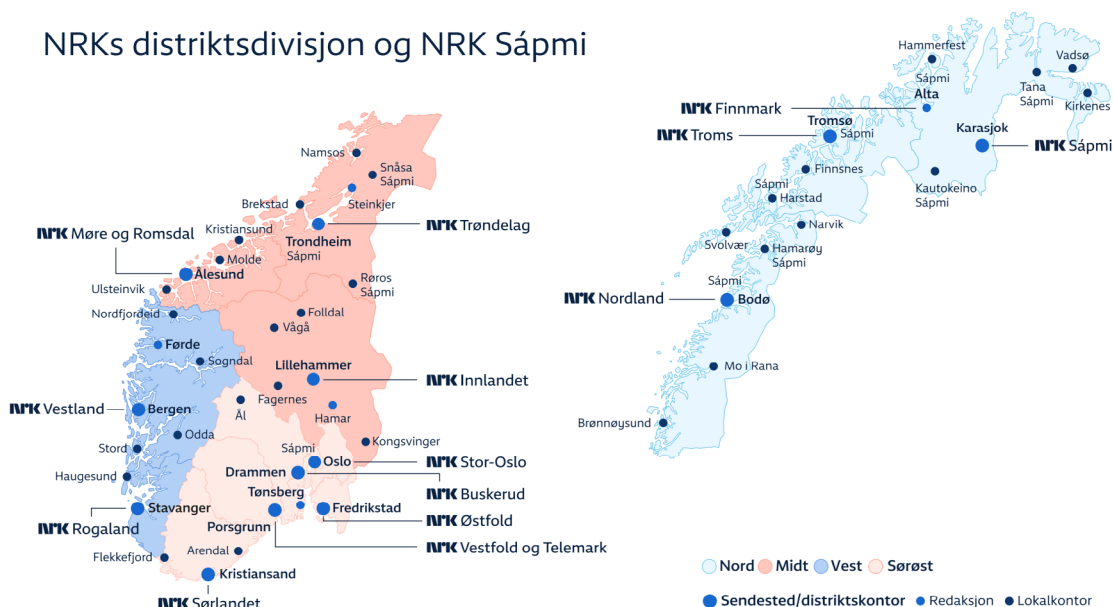 NRKs distriktsdivisjon og NRK Sápmi
Namsos
Snåsa
Sápmi
Steinkjer
Brekstad
NRK Trøndelag
Kristiansund
NRK Møre og Romsdal
Trondheim
Sápmi
Molde
Ålesund
Røros
Sápmi
Ulsteinvik
Nordfjordeid
Folldal
Vågå
Førde
Sogndal
Lillehammer
NRK Innlandet
Fagernes
Ål
Hamar
NRK Vestland
Bergen
Odda
Stord
Sápmi
Kongsvinger
Oslo
NRK Stor-Oslo
Drammen
Haugesund
Tønsberg
NRK Buskerud
Stavanger
Fredrikstad
NRK Østfold
NRK Rogaland
Porsgrunn
NRK Vestfold og Telemark
Flekkefjord
Arendal
Kristiansand
NRK Sørlandet
Hammerfest
Sápmi
Vadsø
Tana
Sápmi
Kirkenes
Alta
NRK Finnmark
Tromsø
Sápmi
NRK Troms
Karasjok
NRK Sápmi
Finnsnes
Kautokeino
Sápmi
Sápmi
Harstad
Narvik
Svolvær
Hamarøy
Sápmi
Sápmi
NRK Nordland
Bodø
Mo i Rana
Brønnøysund
Nord Midt Vest Sørøst
Sendested/distriktskontor Redaksjon Lokalkontor